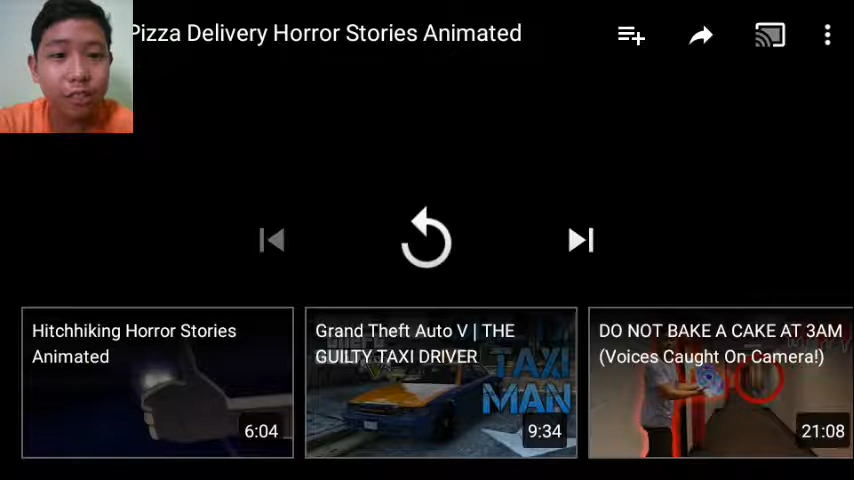 Pizza Delivery Horror Stories Animated
Hitchhiking Horror Stories
Animated
6:04
Grand Theft Auto V | THE
GUILTY TAXI DRIVER
TAXI
MAN
9:34
DO NOT BAKE A CAKE AT 3AM
(Voices Caught On Camera!)
21:08